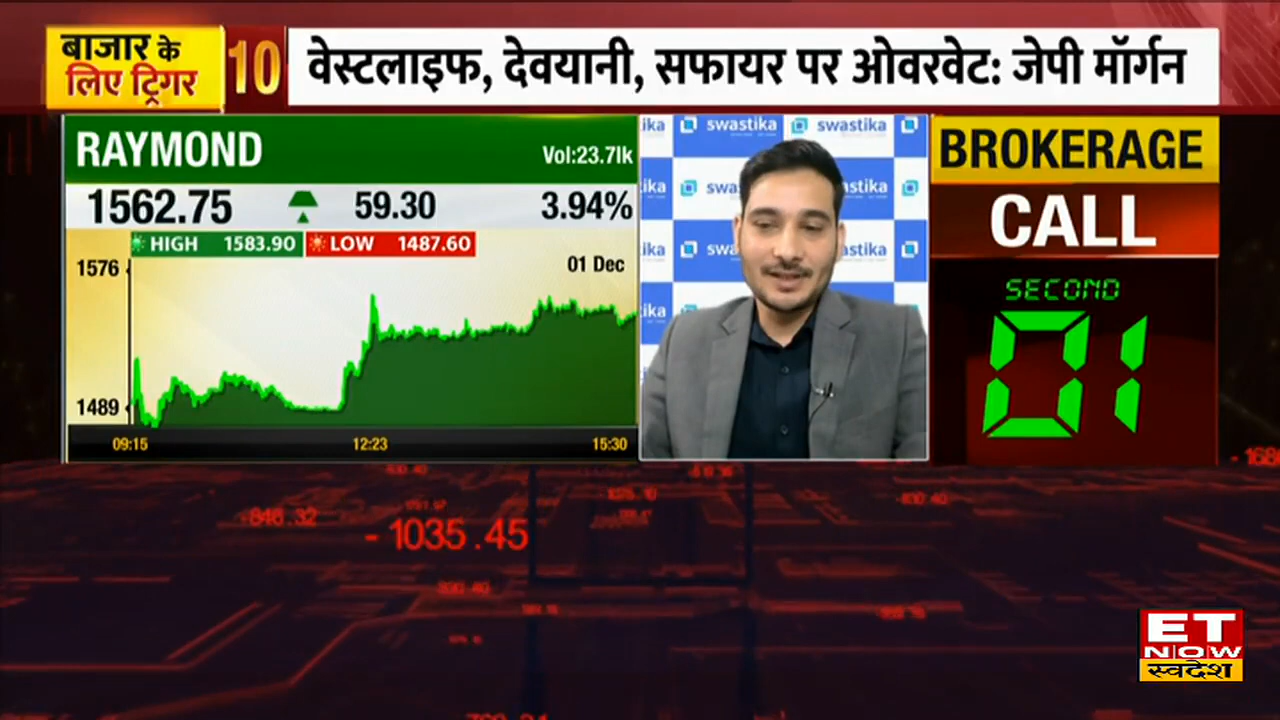 बाजार के
लिए ट्रिगर
10
वेस्टलाइफ, देवयानी, सफायर पर ओवरवेट: जेपी मॉर्गन
RAYMOND
Vol:23.7lk
1562.75 59.30 3.94%
HIGH 1583.90 LOW 1487.60
1576
01 Dec
1489
09:15 12:23 15:30
swastika swastika
BROKERAGE
CALL
SECOND
01
-846.32
- 1035.45
ET
NOW
स्वदेश